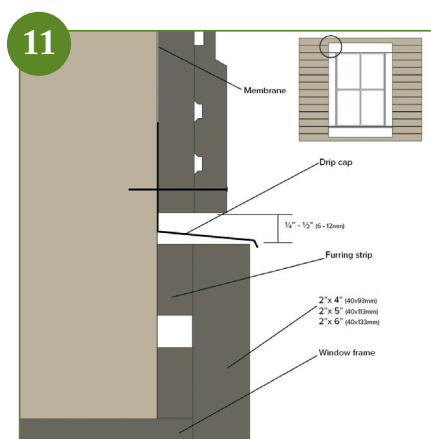 11
Membrane
Drip cap
¼" - ½" (6 - 12mm)
Furring strip
2"x 4" (40x93mm)
2"x 5" (40x113mm)
2"x 6" (40x133mm)
Window frame